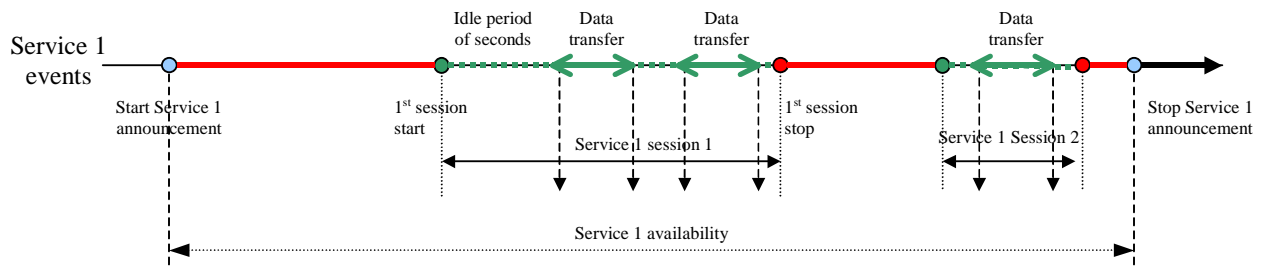 Idle period
of seconds
Data
transfer
Data
transfer
Data
transfer
Service 1
events
Start Service 1
announcement
1st session
start
1st session
stop
Stop Service 1
announcement
Service 1 session 1
Service 1 Session 2
Service 1 availability